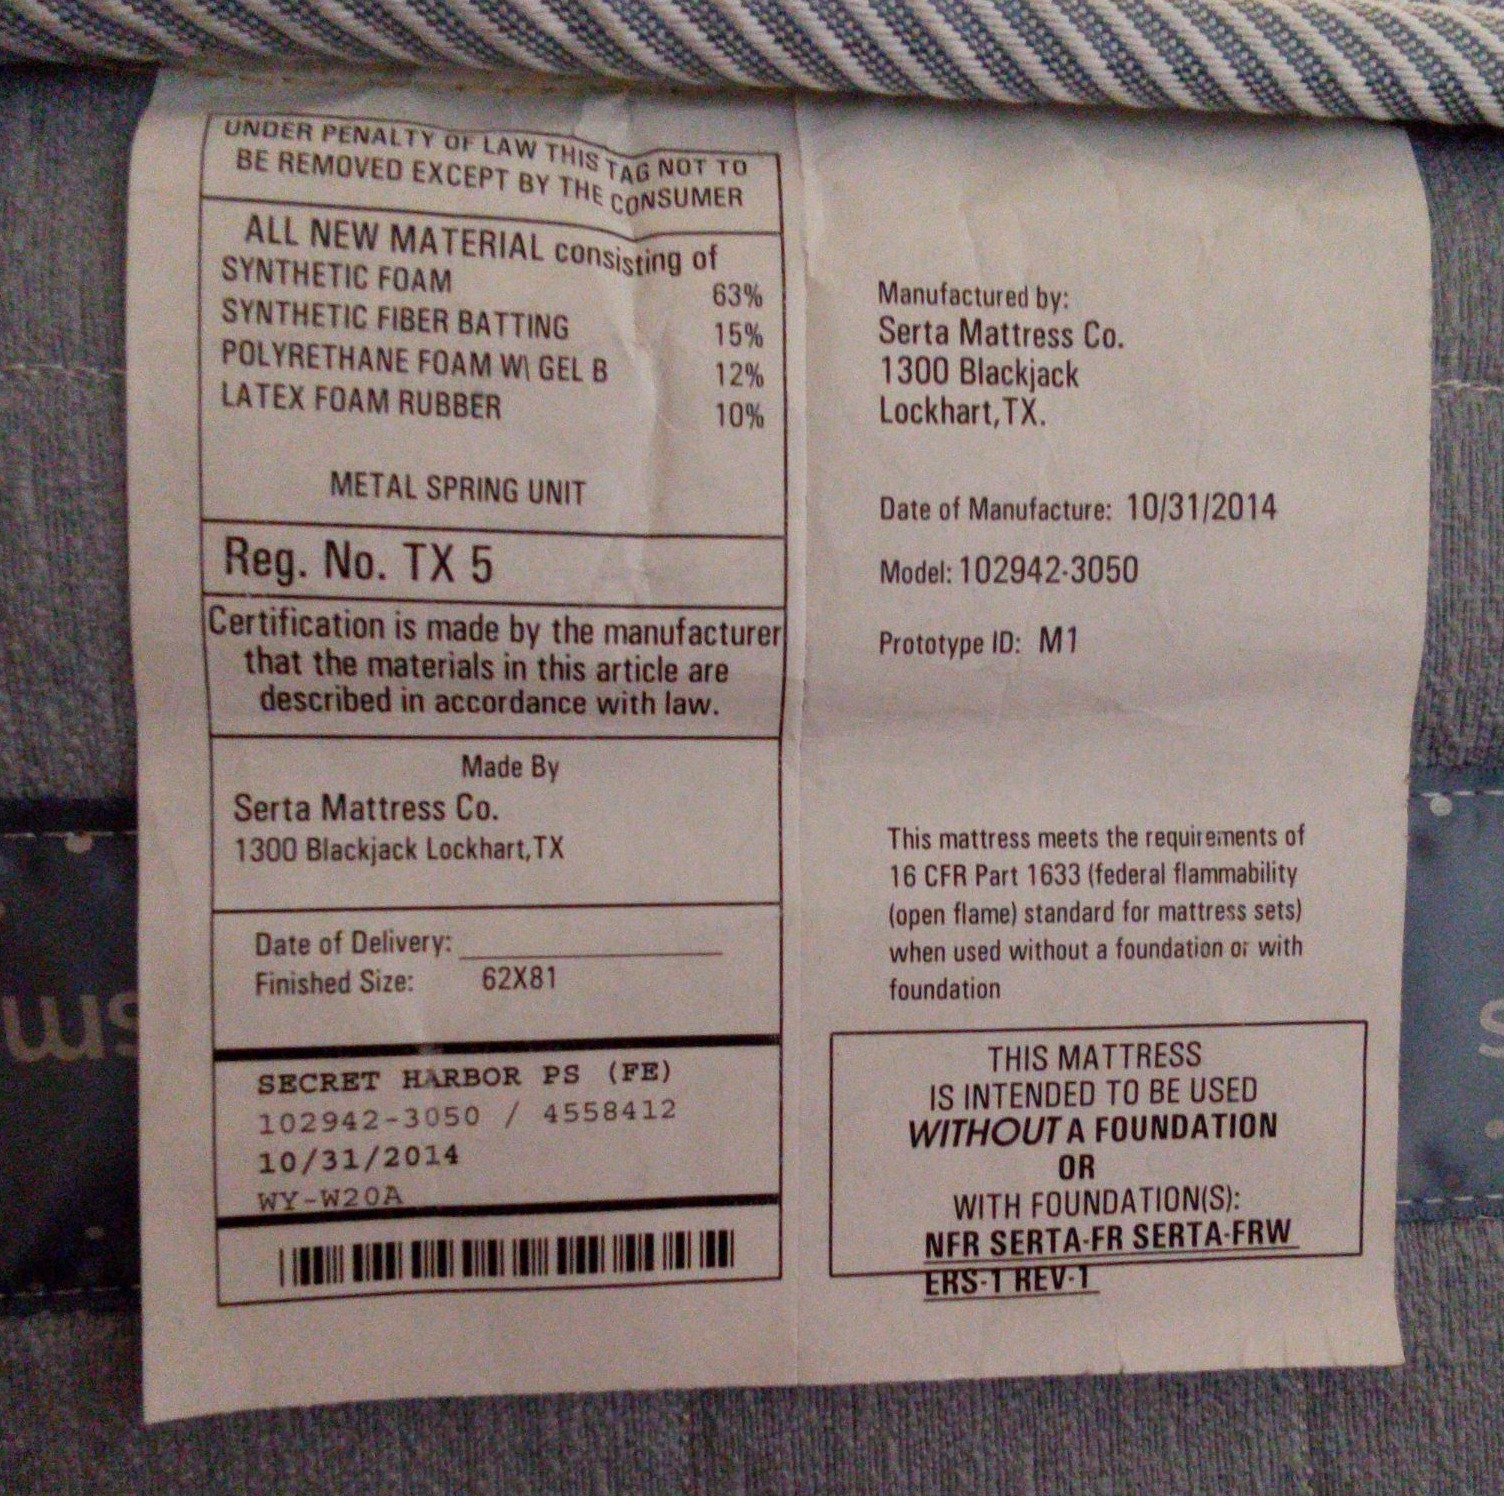 UNDER PENALTY OF LAW THIS TAG NOT TO
BE REMOVED EXCEPT BY THE CONSUMER
ALL NEW MATERIAL consisting of
SYNTHETIC FOAM 63%
SYNTHETIC FIBER BATTING 15%
POLYRETHANE FOAM W\ GEL B 12%
LATEX FOAM RUBBER 10%
METAL SPRING UNIT
Reg. No. TX 5
Certification is made by the manufacturer
that the materials in this article are
described in accordance with law.
Made By
Serta Mattress Co.
1300 Blackjack Lockhart,TX
Date of Delivery:
Finished Size: 62X81
SECRET HARBOR PS (FE)
102942-3050 / 4558412
10/31/2014
WY-W20A
Manufactured by:
Serta Mattress Co.
1300 Blackjack
Lockhart,TX.
Date of Manufacture: 10/31/2014
Model: 102942-3050
Prototype ID: M1
This mattress meets the requirements of
16 CFR Part 1633 (federal flammability
(open flame) standard for mattress sets)
when used without a foundation or with
foundation
THIS MATTRESS
IS INTENDED TO BE USED
WITHOUT A FOUNDATION
OR
WITH FOUNDATION(S):
NFR SERTA-FR SERTA-FRW
ERS-1 REV-1